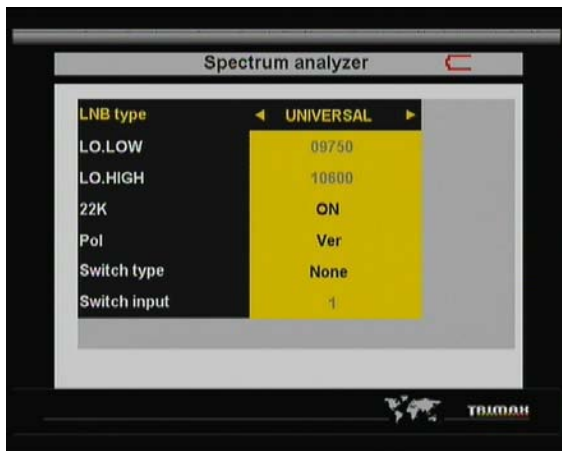 Spectrum analyzer
LNB type ◄ UNIVERSAL ►
LO.LOW 09750
LO.HIGH 10600
22K ON
Pol Ver
Switch type None
Switch input 1
TRIMAX